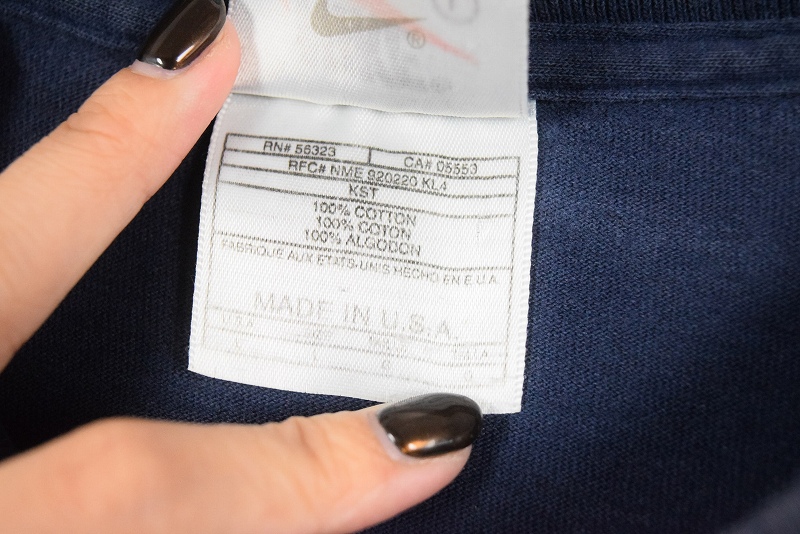 ®
RN# 56323 CA# 05553
RFC# NME 920220 KL4
KST
100% COTTON
100% COTON
100% ALGODON
FABRIQUE AUX ETATS-UNIS HECHO EN E.U.A.
MADE IN U.S.A.
U.S.A. TALLA
L L G G